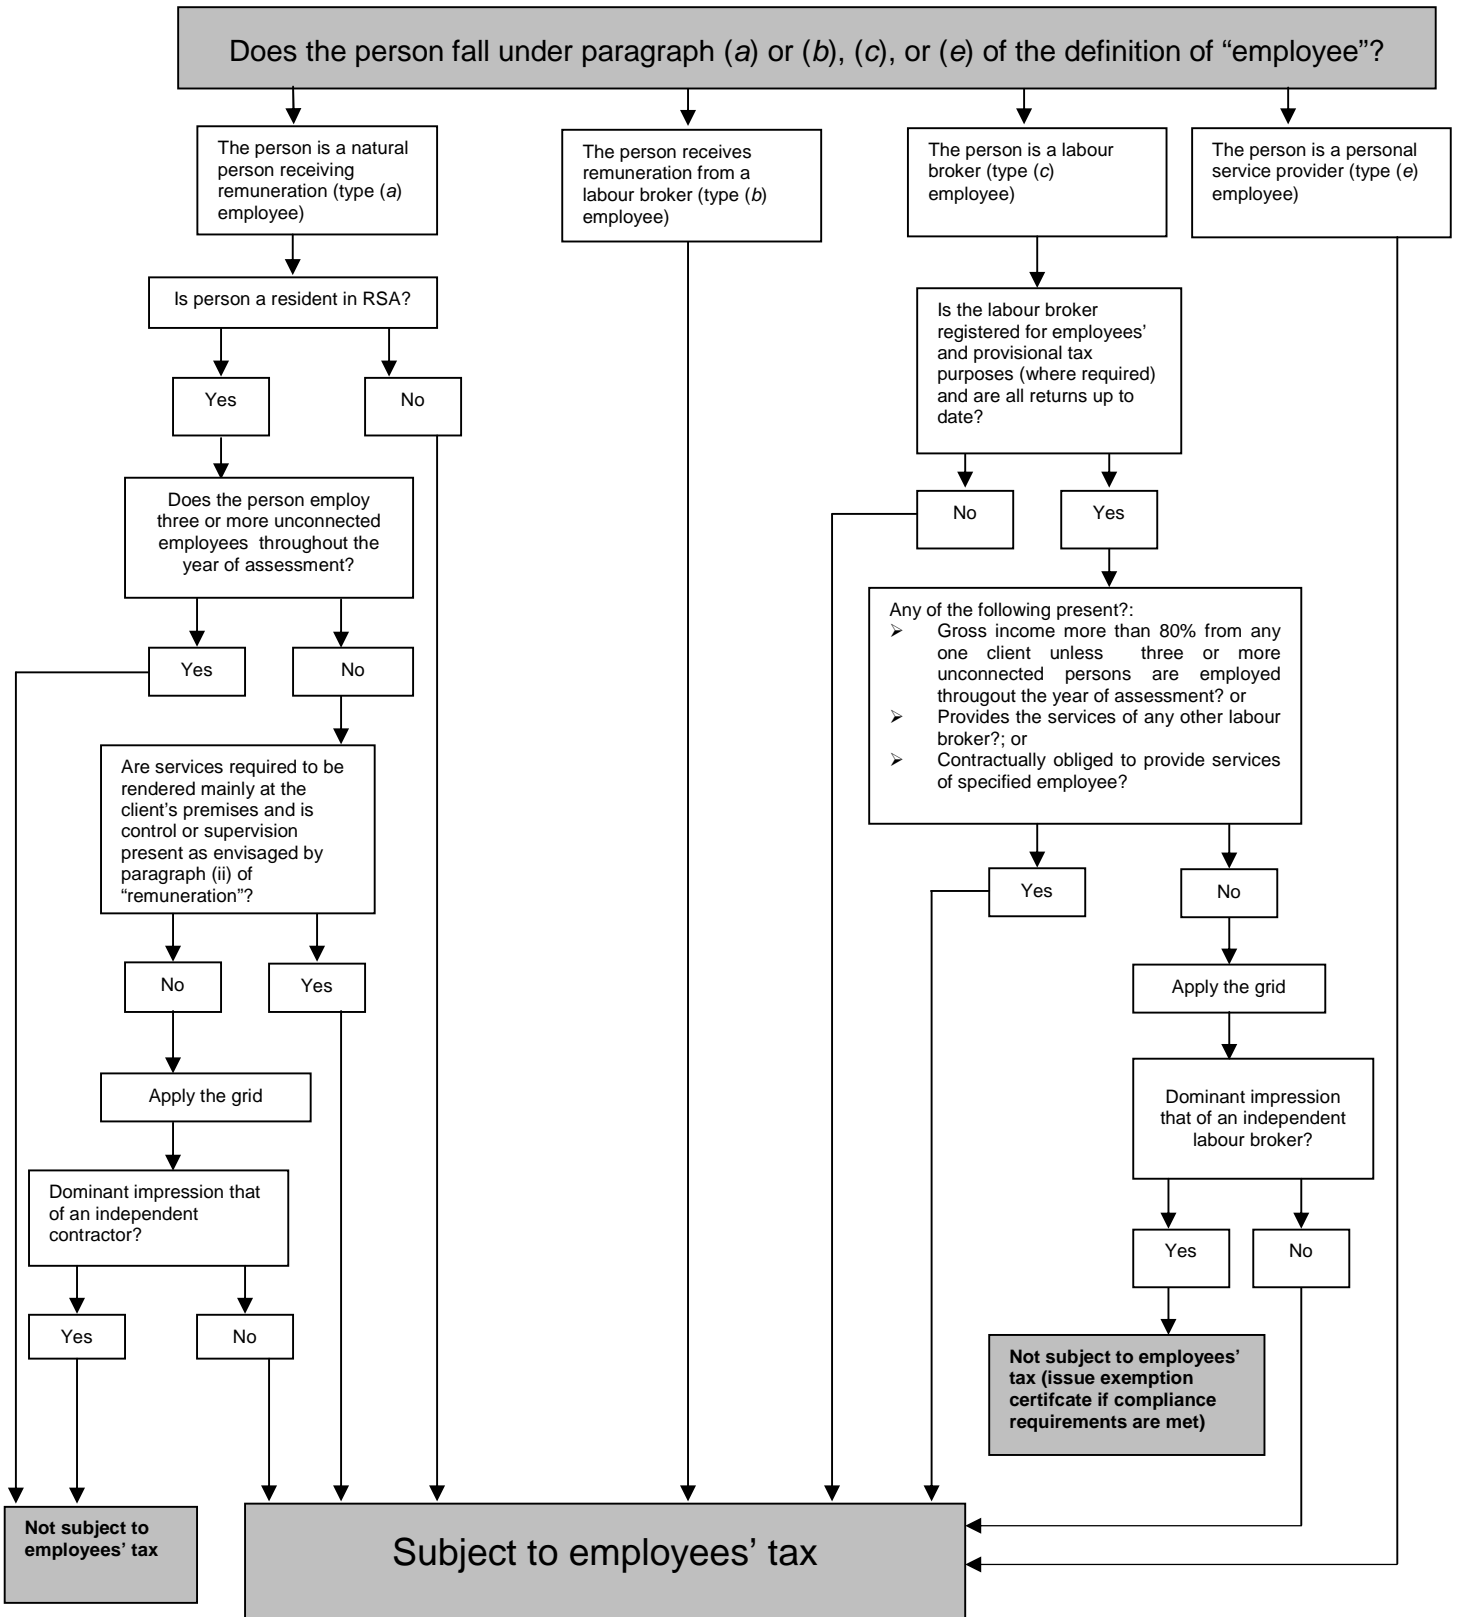 Does the person fall under paragraph (a) or (b), (c), or (e) of the definition of “employee”?
The person is a natural
person receiving
remuneration (type (a)
employee)
The person receives
remuneration from a
labour broker (type (b)
employee)
The person is a labour
broker (type (c)
employee)
The person is a personal
service provider (type (e)
employee)
Is person a resident in RSA?
Yes
No
Does the person employ
three or more unconnected
employees throughout the
year of assessment?
Yes
No
Are services required to be
rendered mainly at the
client’s premises and is
control or supervision
present as envisaged by
paragraph (ii) of
“remuneration”?
No
Yes
Apply the grid
Dominant impression that
of an independent
contractor?
Yes
No
Is the labour broker
registered for employees’
and provisional tax
purposes (where required)
and are all returns up to
date?
No
Yes
Any of the following present?:
➢ Gross income more than 80% from any
one client unless three or more
unconnected persons are employed
througout the year of assessment? or
➢ Provides the services of any other labour
broker?; or
➢ Contractually obliged to provide services
of specified employee?
Yes
No
Apply the grid
Dominant impression
that of an independent
labour broker?
Yes
No
Not subject to employees’
tax (issue exemption
certifcate if compliance
requirements are met)
Not subject to
employees’ tax
Subject to employees’ tax